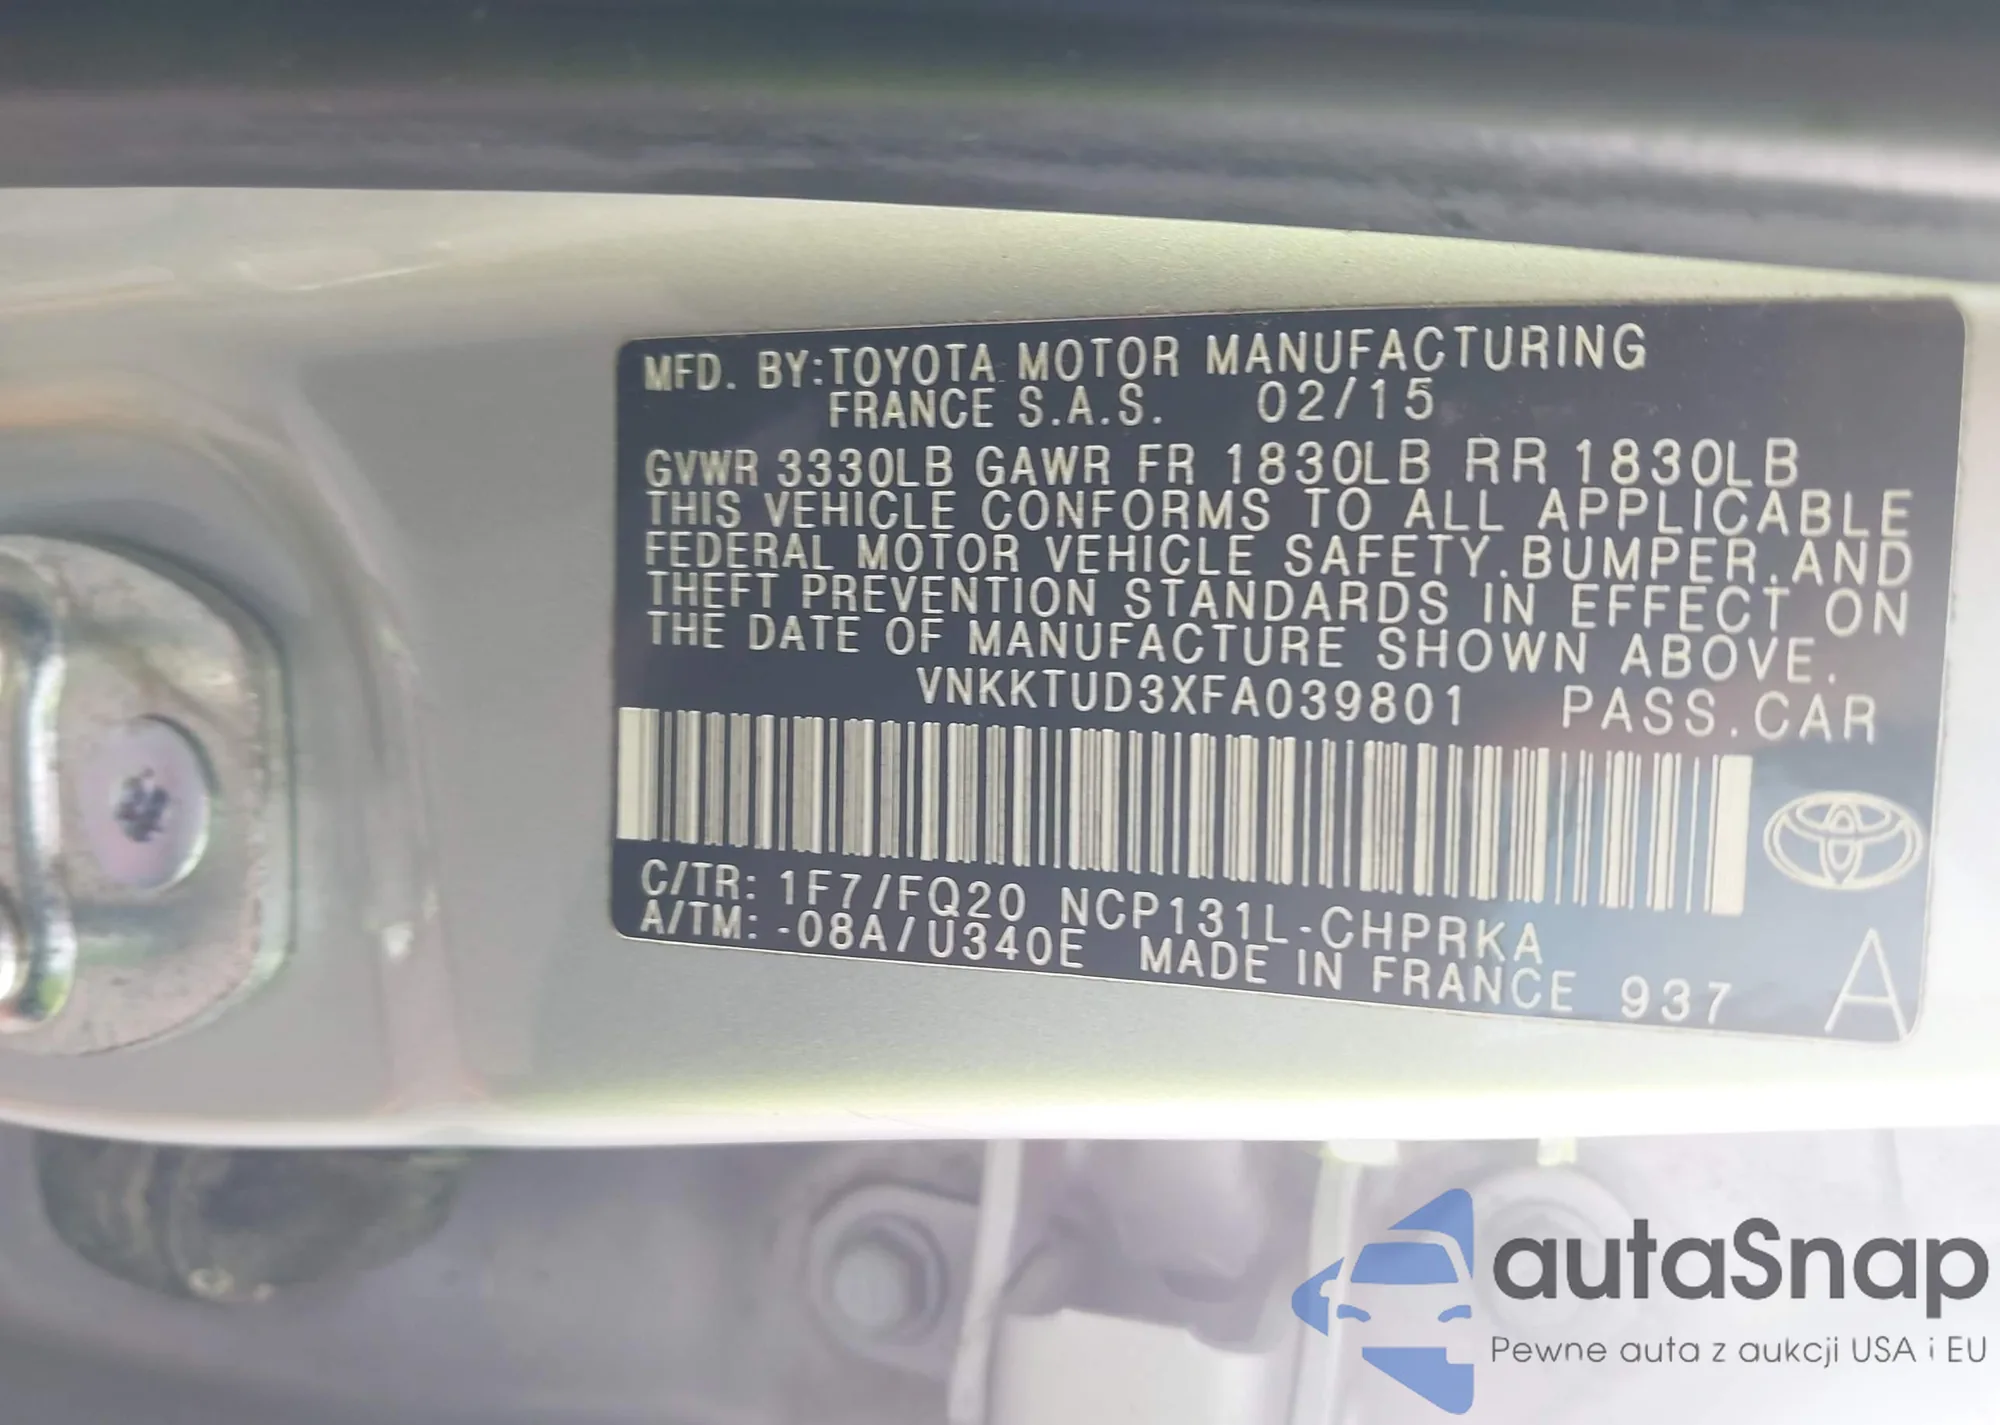 MFD. BY:TOYOTA MOTOR MANUFACTURING
FRANCE S.A.S. 02/15
GVWR 3330LB GAWR FR 1830LB RR 1830LB
THIS VEHICLE CONFORMS TO ALL APPLICABLE
FEDERAL MOTOR VEHICLE SAFETY.BUMPER.AND
THEFT PREVENTION STANDARDS IN EFFECT ON
THE DATE OF MANUFACTURE SHOWN ABOVE.
VNKKTUD3XFA039801 PASS.CAR
C/TR: 1F7/FQ20 NCP131L-CHPRKA
A/TM: -08A/U340E MADE IN FRANCE 937 A
autaSnap
Pewne auta z aukcji USA i EU